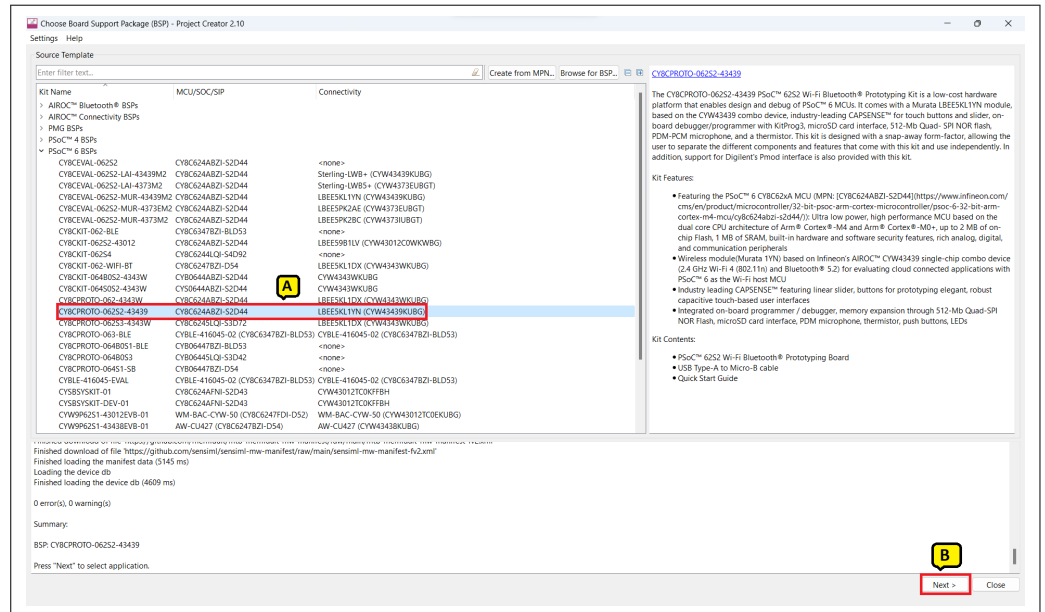 Choose Board Support Package (BSP) - Project Creator 2.10
Settings Help
Source Template
Enter filter text...
Create from MPN... Browse for BSP...
Kit Name MCU/SOC/SIP Connectivity
> AIROC™ Bluetooth® BSPs
> AIROC™ Connectivity BSPs
> PMG BSPs
> PSoC™ 4 BSPs
PSoC™ 6 BSPs
CY8CEVAL-062S2 CY8C624ABZI-S2D44 <none>
CY8CEVAL-062S2-LAI-43439M2 CY8C624ABZI-S2D44 Sterling-LWB+ (CYW43439KUBG)
CY8CEVAL-062S2-LAI-4373M2 CY8C624ABZI-S2D44 Sterling-LWB5+ (CYW4373EUBGT)
CY8CEVAL-062S2-MUR-43439M2 CY8C624ABZI-S2D44 LBEE5KL1YN (CYW43439KUBG)
CY8CEVAL-062S2-MUR-4373EM2 CY8C624ABZI-S2D44 LBEE5PK2AE (CYW4373EUBGT)
CY8CEVAL-062S2-MUR-4373M2 CY8C624ABZI-S2D44 LBEE5PK2BC (CYW4373IUBGT)
CY8CKIT-062-BLE CY8C6347BZI-BLD53 <none>
CY8CKIT-062S2-43012 CY8C624ABZI-S2D44 LBEE59B1LV (CYW43012C0WKWBG)
CY8CKIT-062S4 CY8C6244LQI-S4D92 <none>
CY8CKIT-062-WIFI-BT CY8C6247BZI-D54 LBEE5KL1DX (CYW4343WKUBG)
CY8CKIT-064B0S2-4343W CYB0644ABZI-S2D44 CYW4343WKUBG
CY8CKIT-064S0S2-4343W CYS0644ABZI-S2D44 CYW4343WKUBG
A
CY8CPROTO-062-4343W CY8C624ABZI-S2D44 LBEE5KL1DX (CYW4343WKUBG)
CY8CPROTO-062S2-43439 CY8C624ABZI-S2D44 LBEE5KL1YN (CYW43439KUBG)
CY8CPROTO-062S3-4343W CY8C6245LQI-S3D72 LBEE5KL1DX (CYW4343WKUBG)
CY8CPROTO-063-BLE CYBLE-416045-02 (CY8C6347BZI-BLD53) CYBLE-416045-02 (CY8C6347BZI-BLD53)
CY8CPROTO-064B0S1-BLE CYB06447BZI-BLD53 <none>
CY8CPROTO-064B0S3 CYB06445LQI-S3D42 <none>
CY8CPROTO-064S1-SB CYB06447BZI-D54 <none>
CYBLE-416045-EVAL CYBLE-416045-02 (CY8C6347BZI-BLD53) CYBLE-416045-02 (CY8C6347BZI-BLD53)
CYSBSYSKIT-01 CY8C624AFNI-S2D43 CYW43012TC0KFFBH
CYSBSYSKIT-DEV-01 CY8C624AFNI-S2D43 CYW43012TC0KFFBH
CYW9P62S1-43012EVB-01 WM-BAC-CYW-50 (CY8C6247FDI-D52) WM-BAC-CYW-50 (CYW43012TC0EKUBG)
CYW9P62S1-43438EVB-01 AW-CU427 (CY8C6247BZI-D54) AW-CU427 (CYW43438KUBG)
CY8CPROTO-062S2-43439
The CY8CPROTO-062S2-43439 PSoC™ 62S2 Wi-Fi Bluetooth® Prototyping Kit is a low-cost hardware
platform that enables design and debug of PSoC™ 6 MCUs. It comes with a Murata LBEE5KL1YN module,
based on the CYW43439 combo device, industry-leading CAPSENSE™ for touch buttons and slider, on-
board debugger/programmer with KitProg3, microSD card interface, 512-Mb Quad- SPI NOR flash,
PDM-PCM microphone, and a thermistor. This kit is designed with a snap-away form-factor, allowing the
user to separate the different components and features that come with this kit and use independently. In
addition, support for Digilent's Pmod interface is also provided with this kit.
Kit Features:
• Featuring the PSoC™ 6 CY8C62xA MCU (MPN: [CY8C624ABZI-S2D44](https://www.infineon.com/
cms/en/product/microcontroller/32-bit-psoc-arm-cortex-microcontroller/psoc-6-32-bit-arm-
cortex-m4-mcu/cy8c624abzi-s2d44/)): Ultra low power, high performance MCU based on the
dual core CPU architecture of Arm® Cortex®-M4 and Arm® Cortex®-M0+, up to 2 MB of on-
chip Flash, 1 MB of SRAM, built-in hardware and software security features, rich analog, digital,
and communication peripherals
• Wireless module(Murata 1YN) based on Infineon's AIROC™ CYW43439 single-chip combo device
(2.4 GHz Wi-Fi 4 (802.11n) and Bluetooth® 5.2) for evaluating cloud connected applications with
PSoC™ 6 as the Wi-Fi host MCU
• Industry leading CAPSENSE™ featuring linear slider, buttons for prototyping elegant, robust
capacitive touch-based user interfaces
• Integrated on-board programmer / debugger, memory expansion through 512-Mb Quad-SPI
NOR Flash, microSD card interface, PDM microphone, thermistor, push buttons, LEDs
Kit Contents:
• PSoC™ 62S2 Wi-Fi Bluetooth® Prototyping Board
• USB Type-A to Micro-B cable
• Quick Start Guide
Finished download of file 'https://github.com/sensiml/sensiml-mw-manifest/raw/main/sensiml-mw-manifest-fv2.xml'
Finished loading the manifest data (5145 ms)
Loading the device db
Finished loading the device db (4609 ms)
0 error(s), 0 warning(s)
Summary:
BSP: CY8CPROTO-062S2-43439
Press "Next" to select application.
B
Next > Close